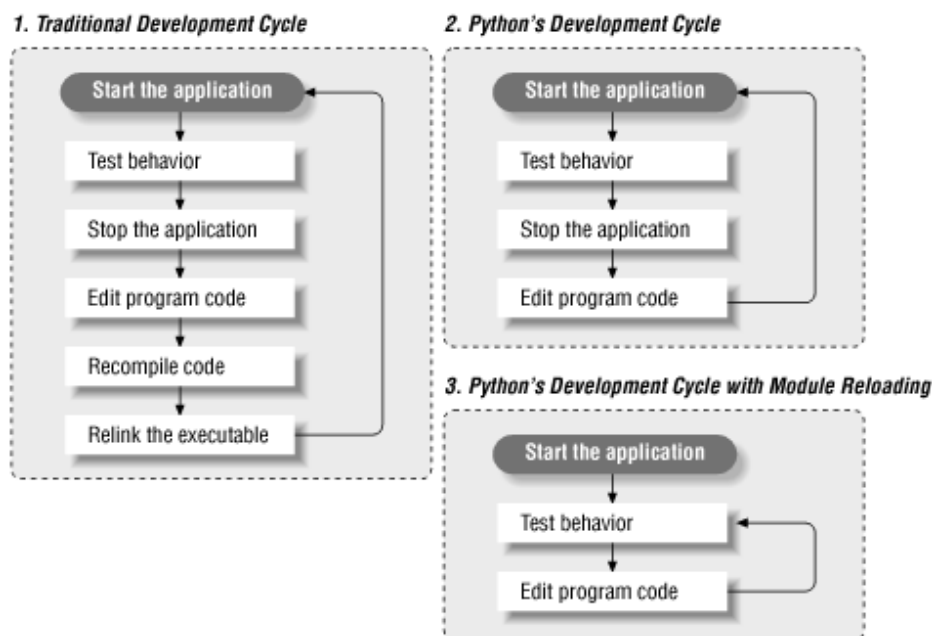 1. Traditional Development Cycle
Start the application
Test behavior
Stop the application
Edit program code
Recompile code
Relink the executable
2. Python's Development Cycle
Start the application
Test behavior
Stop the application
Edit program code
3. Python's Development Cycle with Module Reloading
Start the application
Test behavior
Edit program code